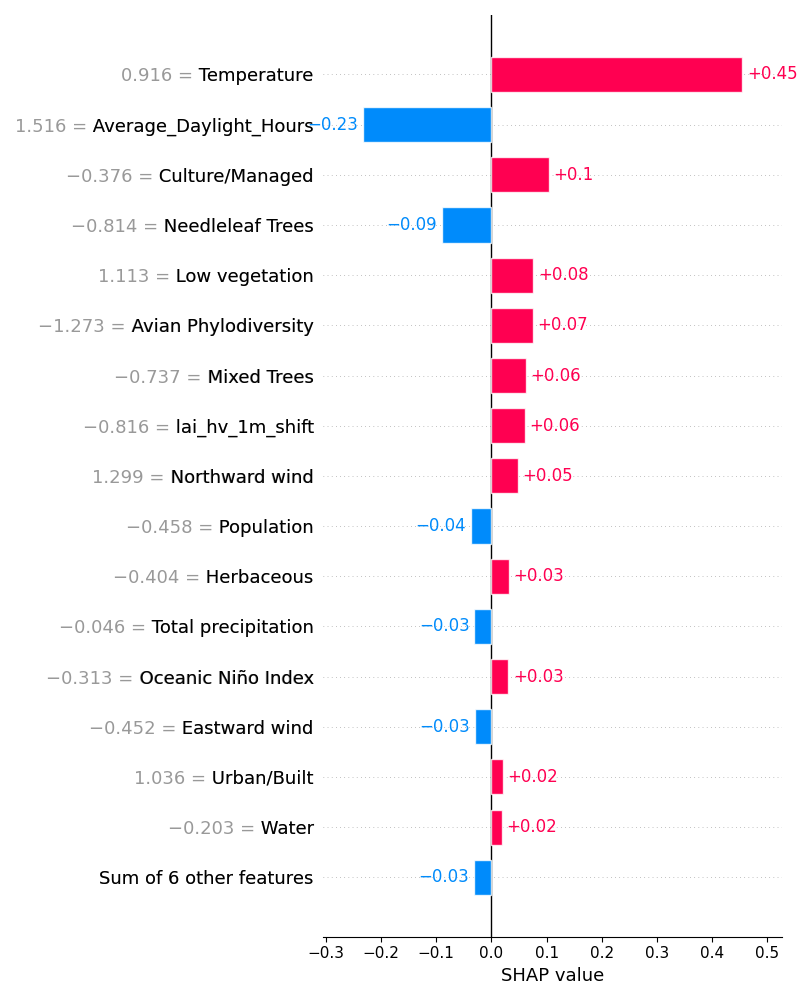 0.916 = Temperature +0.45
1.516 = Average_Daylight_Hours −0.23
−0.376 = Culture/Managed +0.1
−0.814 = Needleleaf Trees −0.09
1.113 = Low vegetation +0.08
−1.273 = Avian Phylodiversity +0.07
−0.737 = Mixed Trees +0.06
−0.816 = lai_hv_1m_shift +0.06
1.299 = Northward wind +0.05
−0.458 = Population −0.04
−0.404 = Herbaceous +0.03
−0.046 = Total precipitation −0.03
−0.313 = Oceanic Niño Index +0.03
−0.452 = Eastward wind −0.03
1.036 = Urban/Built +0.02
−0.203 = Water +0.02
Sum of 6 other features −0.03
−0.3 −0.2 −0.1 0.0 0.1 0.2 0.3 0.4 0.5
SHAP value